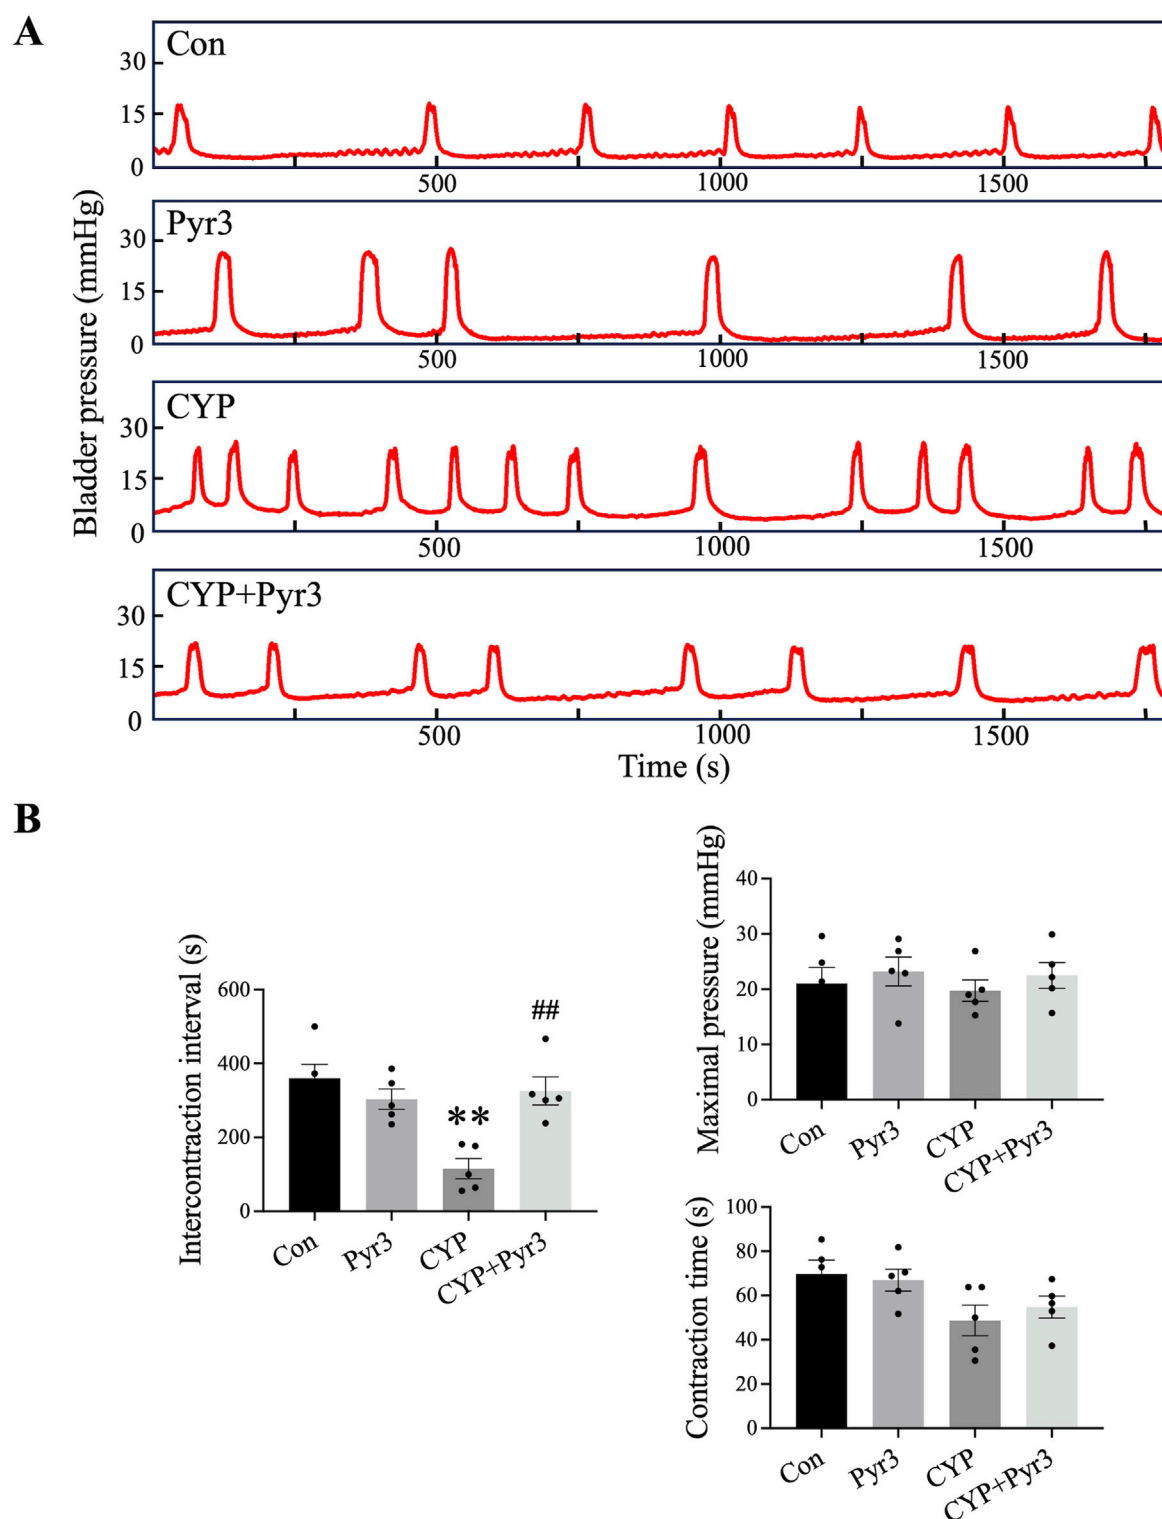 A
Bladder pressure (mmHg)
Con
30
15
0
500 1000 1500
Pyr3
30
15
0
500 1000 1500
CYP
30
15
0
500 1000 1500
CYP+Pyr3
30
15
0
500 1000 1500
Time (s)
B
Intercontraction interval (s)
600
400
200
0
**
##
Con Pyr3 CYP CYP+Pyr3
Maximal pressure (mmHg)
40
30
20
10
0
Con Pyr3 CYP CYP+Pyr3
Contraction time (s)
100
80
60
40
20
0
Con Pyr3 CYP CYP+Pyr3